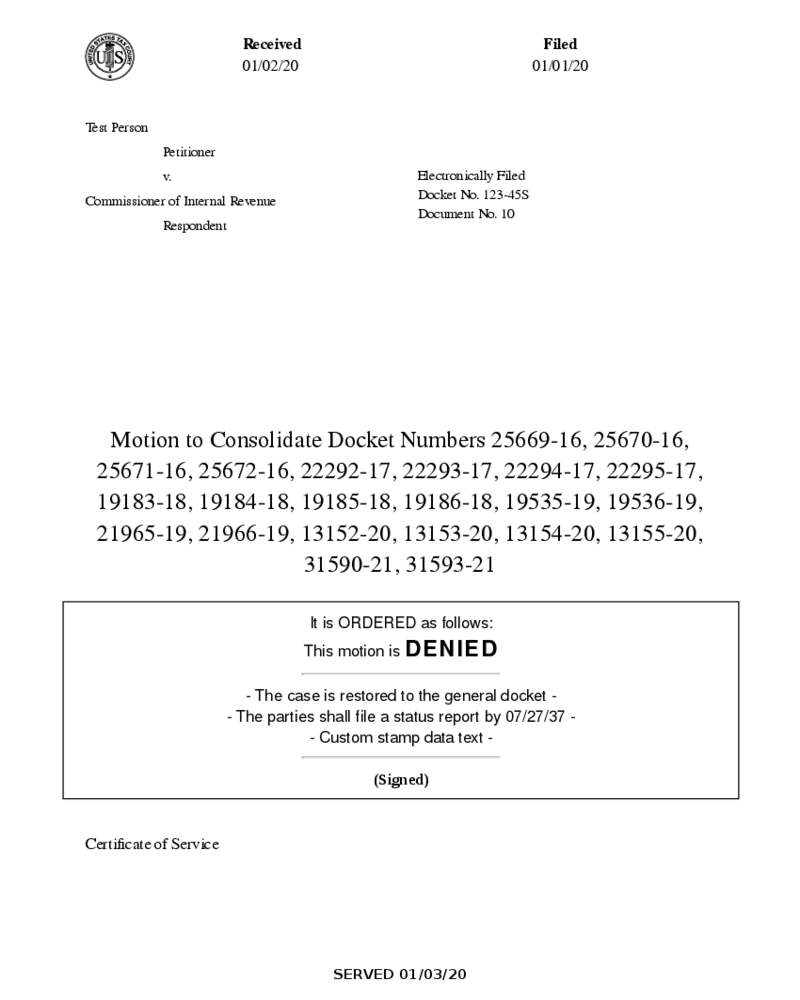 UNITED STATES TAX COURT
US
Received
Filed
01/02/20
01/01/20
Test Person
Petitioner
v.
Commissioner of Internal Revenue
Respondent
Electronically Filed
Docket No. 123-45S
Document No. 10
Motion to Consolidate Docket Numbers 25669-16, 25670-16,
25671-16, 25672-16, 22292-17, 22293-17, 22294-17, 22295-17,
19183-18, 19184-18, 19185-18, 19186-18, 19535-19, 19536-19,
21965-19, 21966-19, 13152-20, 13153-20, 13154-20, 13155-20,
31590-21, 31593-21
It is ORDERED as follows:
This motion is DENIED
- The case is restored to the general docket -
- The parties shall file a status report by 07/27/37 -
- Custom stamp data text -
(Signed)
Certificate of Service
SERVED 01/03/20